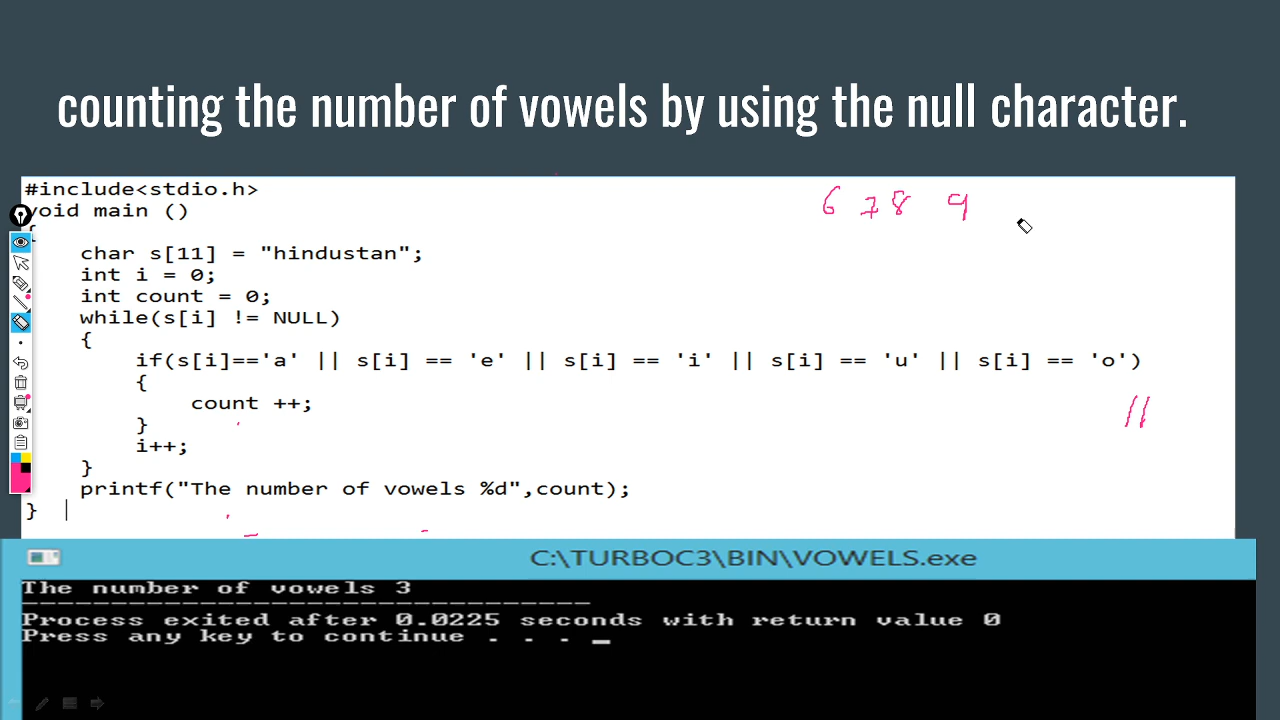 counting the number of vowels by using the null character.
#include<stdio.h>
void main ()
{
char s[11] = "hindustan";
int i = 0;
int count = 0;
while(s[i] != NULL)
{
if(s[i]=='a' || s[i] == 'e' || s[i] == 'i' || s[i] == 'u' || s[i] == 'o')
{
count ++;
}
i++;
}
printf("The number of vowels %d",count);
}
6 7 8 9
11
C:\TURBOC3\BIN\VOWELS.exe
The number of vowels 3
--------------------------------
Process exited after 0.0225 seconds with return value 0
Press any key to continue . . . _